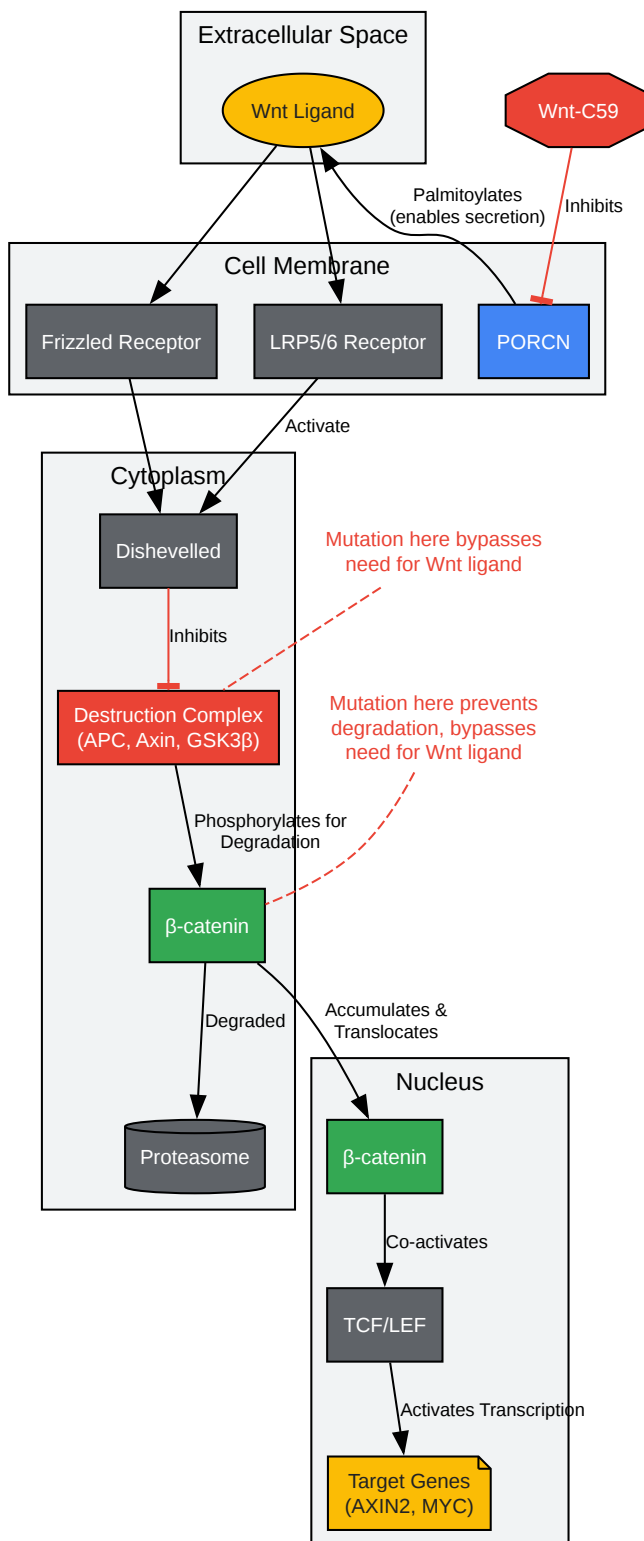 Extracellular Space
Wnt Ligand
Wnt-C59
Palmitoylates
(enables secretion)
Inhibits
Cell Membrane
Frizzled Receptor
LRP5/6 Receptor
PORCN
Activate
Cytoplasm
Dishevelled
Mutation here bypasses
need for Wnt ligand
Inhibits
Destruction Complex
(APC, Axin, GSK3β)
Mutation here prevents
degradation, bypasses
need for Wnt ligand
Phosphorylates for
Degradation
β-catenin
Degraded
Accumulates &
Translocates
Nucleus
Proteasome
β-catenin
Co-activates
TCF/LEF
Activates Transcription
Target Genes
(AXIN2, MYC)